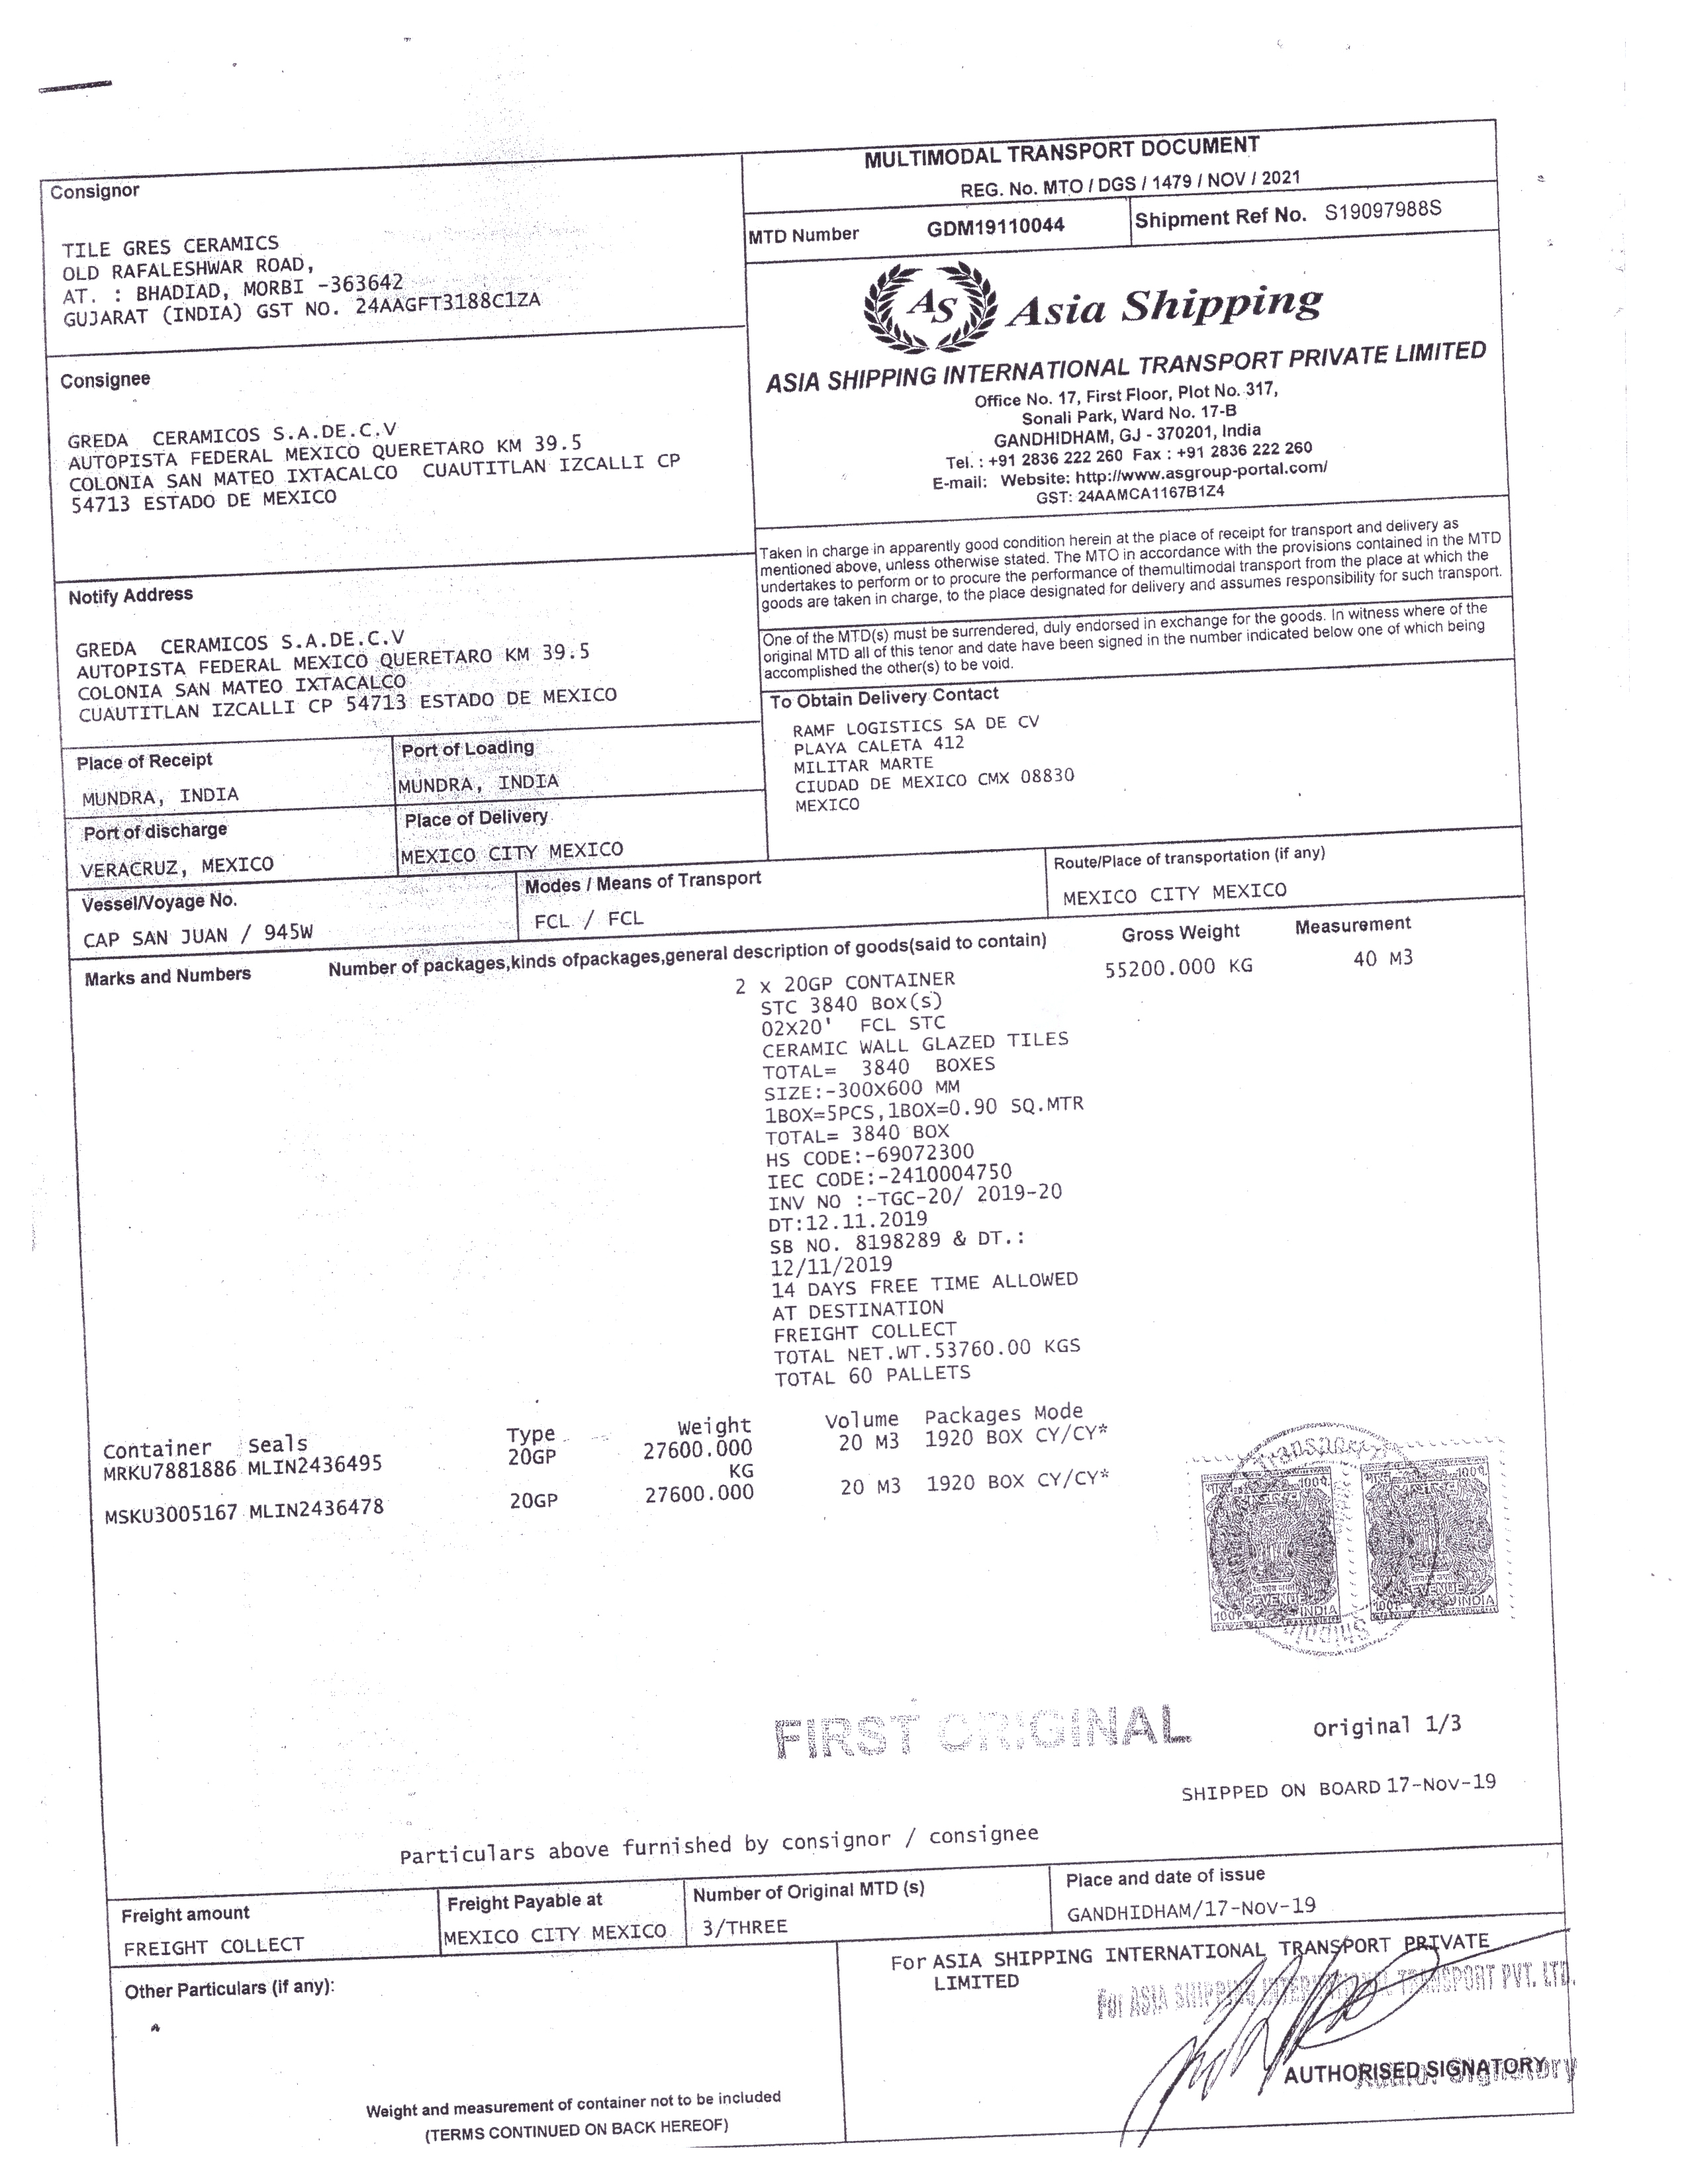 MULTIMODAL TRANSPORT DOCUMENT
REG. No. MTO / DGS / 1479 / NOV / 2021
MTD Number GDM19110044
Shipment Ref No. S19097988S
Consignor
TILE GRES CERAMICS
OLD RAFALESHWAR ROAD,
AT. : BHADIAD, MORBI -363642
GUJARAT (INDIA) GST NO. 24AAGFT3188C1ZA
AS Asia Shipping
ASIA SHIPPING INTERNATIONAL TRANSPORT PRIVATE LIMITED
Office No. 17, First Floor, Plot No. 317,
Sonali Park, Ward No. 17-B
GANDHIDHAM, GJ - 370201, India
Tel. : +91 2836 222 260 Fax : +91 2836 222 260
E-mail: Website: http://www.asgroup-portal.com/
GST: 24AAMCA1167B1Z4
Consignee
GREDA CERAMICOS S.A.DE.C.V
AUTOPISTA FEDERAL MEXICO QUERETARO KM 39.5
COLONIA SAN MATEO IXTACALCO CUAUTITLAN IZCALLI CP
54713 ESTADO DE MEXICO
Taken in charge in apparently good condition herein at the place of receipt for transport and delivery as
mentioned above, unless otherwise stated. The MTO in accordance with the provisions contained in the MTD
undertakes to perform or to procure the performance of themultimodal transport from the place at which the
goods are taken in charge, to the place designated for delivery and assumes responsibility for such transport.
One of the MTD(s) must be surrendered, duly endorsed in exchange for the goods. In witness where of the
original MTD all of this tenor and date have been signed in the number indicated below one of which being
accomplished the other(s) to be void.
Notify Address
GREDA CERAMICOS S.A.DE.C.V
AUTOPISTA FEDERAL MEXICO QUERETARO KM 39.5
COLONIA SAN MATEO IXTACALCO
CUAUTITLAN IZCALLI CP 54713 ESTADO DE MEXICO
To Obtain Delivery Contact
RAMF LOGISTICS SA DE CV
PLAYA CALETA 412
MILITAR MARTE
CIUDAD DE MEXICO CMX 08830
MEXICO
Place of Receipt
MUNDRA, INDIA
Port of Loading
MUNDRA, INDIA
Port of discharge
VERACRUZ, MEXICO
Place of Delivery
MEXICO CITY MEXICO
Vessel/Voyage No.
CAP SAN JUAN / 945W
Modes / Means of Transport
FCL / FCL
Route/Place of transportation (if any)
MEXICO CITY MEXICO
Marks and Numbers Number of packages,kinds ofpackages,general description of goods(said to contain) Gross Weight Measurement
2 x 20GP CONTAINER 55200.000 KG 40 M3
STC 3840 Box(s)
02X20' FCL STC
CERAMIC WALL GLAZED TILES
TOTAL= 3840 BOXES
SIZE:-300X600 MM
1BOX=5PCS,1BOX=0.90 SQ.MTR
TOTAL= 3840 BOX
HS CODE:-69072300
IEC CODE:-2410004750
INV NO :-TGC-20/ 2019-20
DT:12.11.2019
SB NO. 8198289 & DT.:
12/11/2019
14 DAYS FREE TIME ALLOWED
AT DESTINATION
FREIGHT COLLECT
TOTAL NET.WT.53760.00 KGS
TOTAL 60 PALLETS
Container Seals Type Weight Volume Packages Mode
MRKU7881886 MLIN2436495 20GP 27600.000 20 M3 1920 BOX CY/CY*
KG
MSKU3005167 MLIN2436478 20GP 27600.000 20 M3 1920 BOX CY/CY*
Transport
100P. 100P.
REVENUE REVENUE
100P. INDIA 100P. INDIA
Shipping
FIRST ORIGINAL
Original 1/3
SHIPPED ON BOARD 17-Nov-19
Particulars above furnished by consignor / consignee
Freight amount
FREIGHT COLLECT
Freight Payable at
MEXICO CITY MEXICO
Number of Original MTD (s)
3/THREE
Place and date of issue
GANDHIDHAM/17-Nov-19
Other Particulars (if any):
For ASIA SHIPPING INTERNATIONAL TRANSPORT PRIVATE
LIMITED
For ASIA SHIPPING INTERNATIONAL TRANSPORT PVT. LTD.
AUTHORISED SIGNATORY
Weight and measurement of container not to be included
(TERMS CONTINUED ON BACK HEREOF)